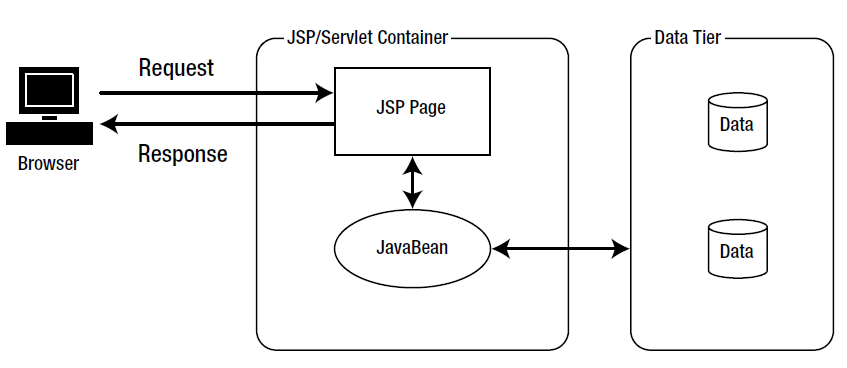 JSP/Servlet Container
Data Tier
Request
JSP Page
Data
Response
Browser
JavaBean
Data